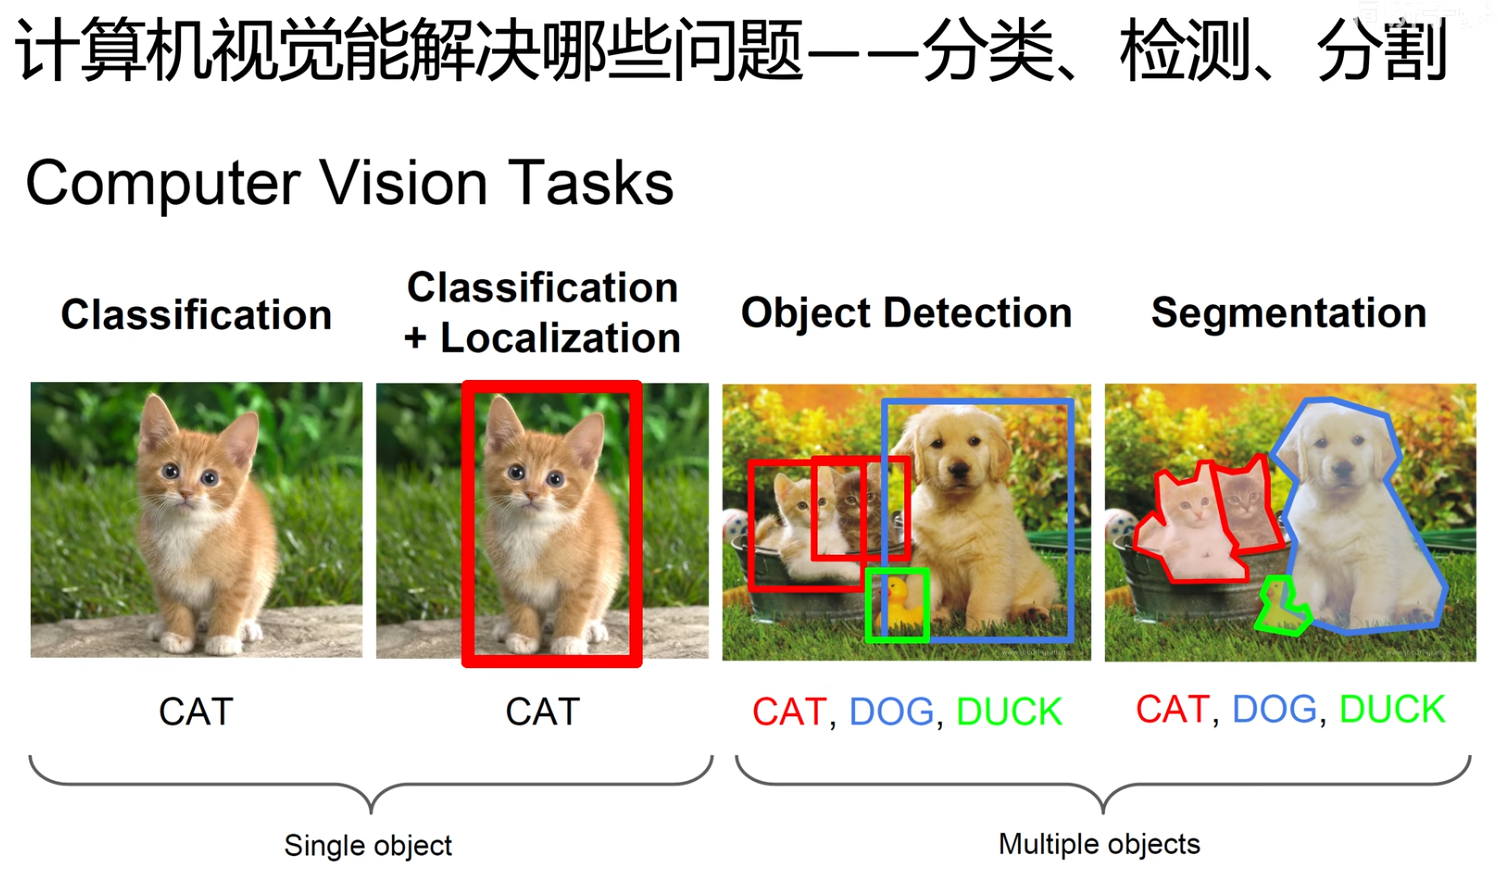 计算机视觉能解决哪些问题——分类、检测、分割
Computer Vision Tasks
Classification
Classification
+ Localization
Object Detection
Segmentation
CAT
CAT
CAT, DOG, DUCK
CAT, DOG, DUCK
Single object
Multiple objects